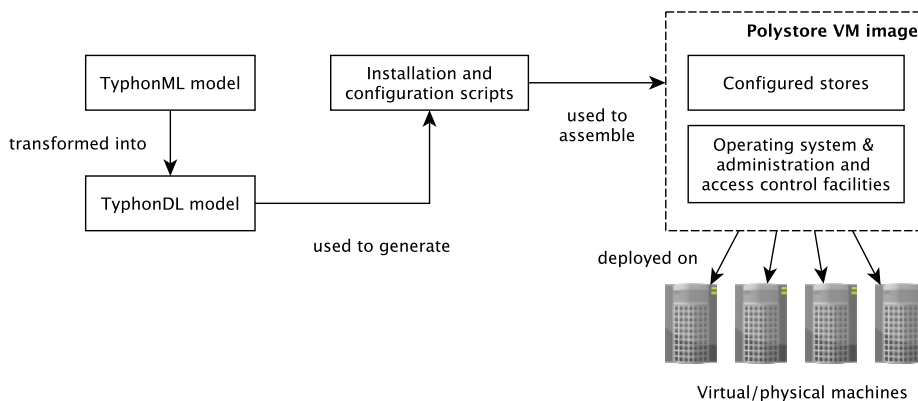 Polystore VM image
TyphonML model
Installation and
configuration scripts
Configured stores
transformed into
used to
assemble
Operating system &
administration and
access control facilities
TyphonDL model
used to generate
deployed on
Virtual/physical machines